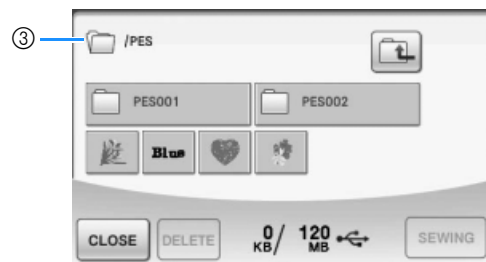 ③ /PES
PES001 PES002
Blue
CLOSE DELETE 0/ KB 120 MB SEWING